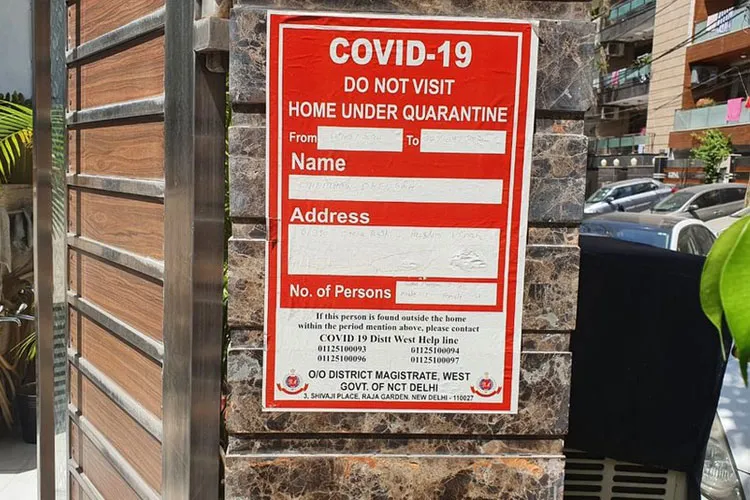 COVID-19
DO NOT VISIT
HOME UNDER QUARANTINE
From To
Name
Address
No. of Persons
If this person is found outside the home
within the period mention above, please contact
COVID 19 Distt West Help line
01125100093 01125100094
01125100096 01125100097
O/O DISTRICT MAGISTRATE, WEST
GOVT. OF NCT DELHI
3, SHIVAJI PLACE, RAJA GARDEN, NEW DELHI - 110027